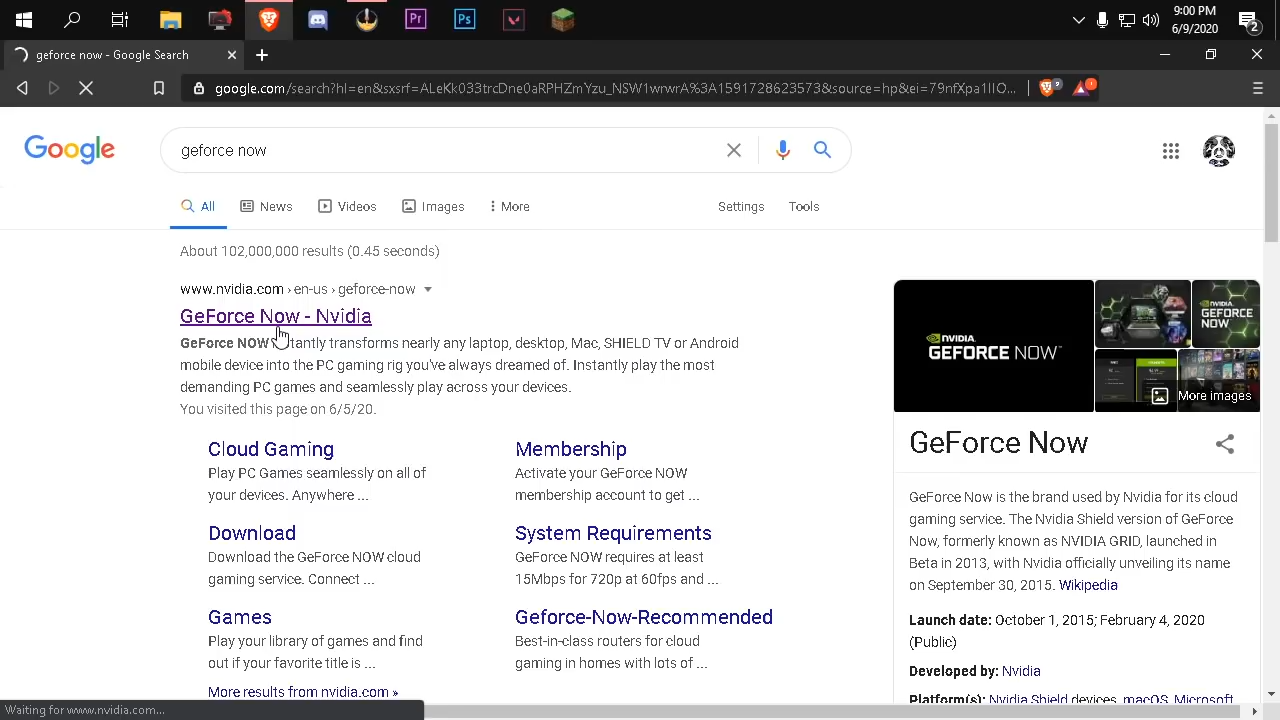 Pr
Ps
9:00 PM
6/9/2020
2
geforce now - Google Search
google.com/search?hl=en&sxsrf=ALeKk033trcDne0aRPHZmYzu_NSW1wrwrA%3A1591728623573&source=hp&ei=79nfXpa1IIO...
9
1
Google
geforce now
All
News
Videos
Images
More
Settings
Tools
About 102,000,000 results (0.45 seconds)
www.nvidia.com › en-us › geforce-now
GeForce Now - Nvidia
GeForce NOW tantly transforms nearly any laptop, desktop, Mac, SHIELD TV or Android
mobile device into the PC gaming rig you've always dreamed of. Instantly play the most
demanding PC games and seamlessly play across your devices.
You visited this page on 6/5/20.
Cloud Gaming
Play PC Games seamlessly on all of
your devices. Anywhere ...
Membership
Activate your GeForce NOW
membership account to get ...
Download
Download the GeForce NOW cloud
gaming service. Connect ...
System Requirements
GeForce NOW requires at least
15Mbps for 720p at 60fps and ...
Games
Play your library of games and find
out if your favorite title is ...
Geforce-Now-Recommended
Best-in-class routers for cloud
gaming in homes with lots of ...
More results from nvidia.com »
NVIDIA
GEFORCE NOW
NVIDIA
GEFORCE
NOW
More images
GeForce Now
GeForce Now is the brand used by Nvidia for its cloud
gaming service. The Nvidia Shield version of GeForce
Now, formerly known as NVIDIA GRID, launched in
Beta in 2013, with Nvidia officially unveiling its name
on September 30, 2015. Wikipedia
Launch date: October 1, 2015; February 4, 2020
(Public)
Developed by: Nvidia
Platform(s): Nvidia Shield devices, macOS, Microsoft
Waiting for www.nvidia.com...